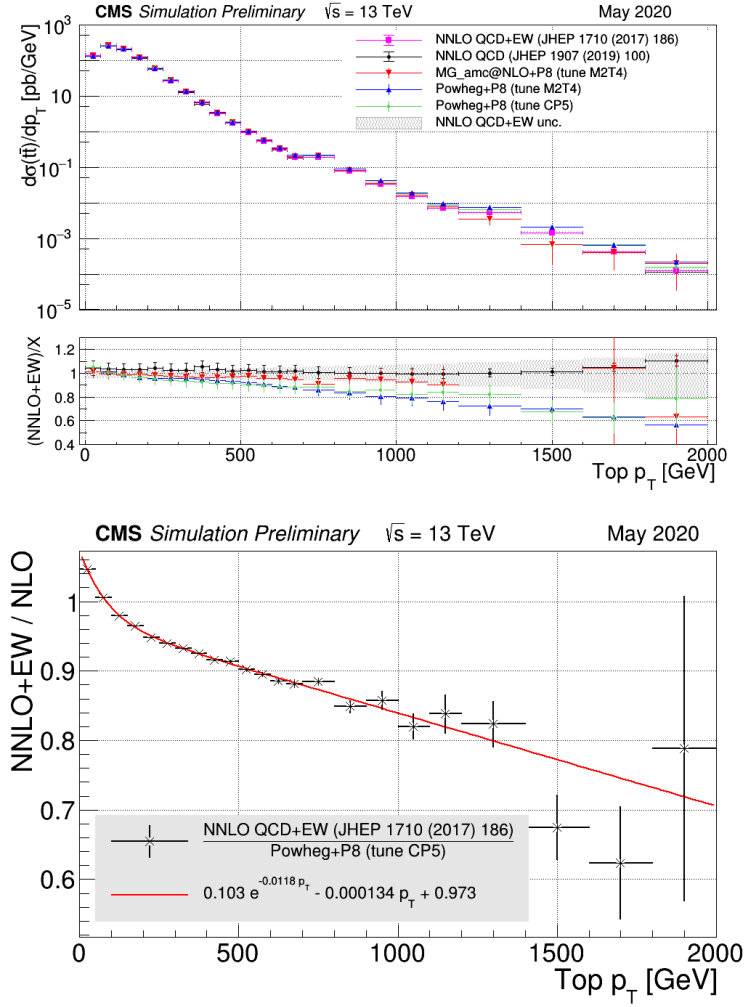 CMS Simulation Preliminary √s = 13 TeV May 2020
dσ(tt̄)/dp_T [pb/GeV]
10³
10
10⁻¹
10⁻³
10⁻⁵
NNLO QCD+EW (JHEP 1710 (2017) 186)
NNLO QCD (JHEP 1907 (2019) 100)
MG_amc@NLO+P8 (tune M2T4)
Powheg+P8 (tune M2T4)
Powheg+P8 (tune CP5)
NNLO QCD+EW unc.
0 500 1000 1500 2000
(NNLO+EW)/X
1.2
1
0.8
0.6
0.4
0 500 1000 1500 2000
Top p_T [GeV]
CMS Simulation Preliminary √s = 13 TeV May 2020
NNLO+EW / NLO
1
0.9
0.8
0.7
0.6
NNLO QCD+EW (JHEP 1710 (2017) 186)
Powheg+P8 (tune CP5)
0.103 e^(-0.0118 p_T) - 0.000134 p_T + 0.973
0 500 1000 1500 2000
Top p_T [GeV]